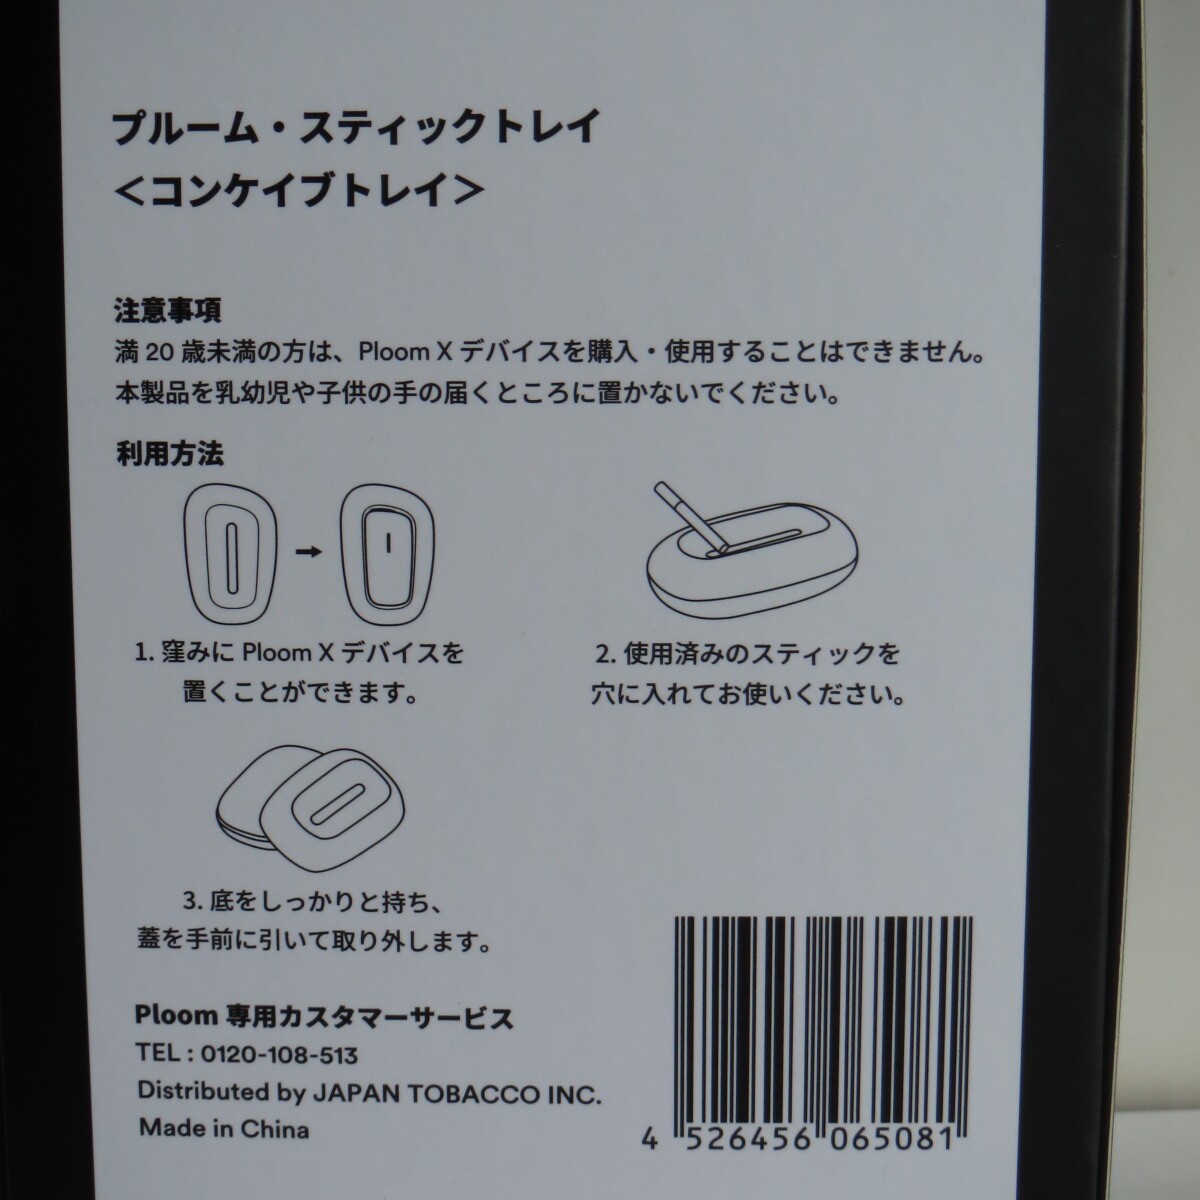 プルーム・スティックトレイ
＜コンケイブトレイ＞
注意事項
満 20 歳未満の方は、Ploom X デバイスを購入・使用することはできません。
本製品を乳幼児や子供の手の届くところに置かないでください。
利用方法
1. 窪みに Ploom X デバイスを
置くことができます。
2. 使用済みのスティックを
穴に入れてお使いください。
3. 底をしっかりと持ち、
蓋を手前に引いて取り外します。
Ploom 専用カスタマーサービス
TEL : 0120-108-513
Distributed by JAPAN TOBACCO INC.
Made in China
4 526456 065081